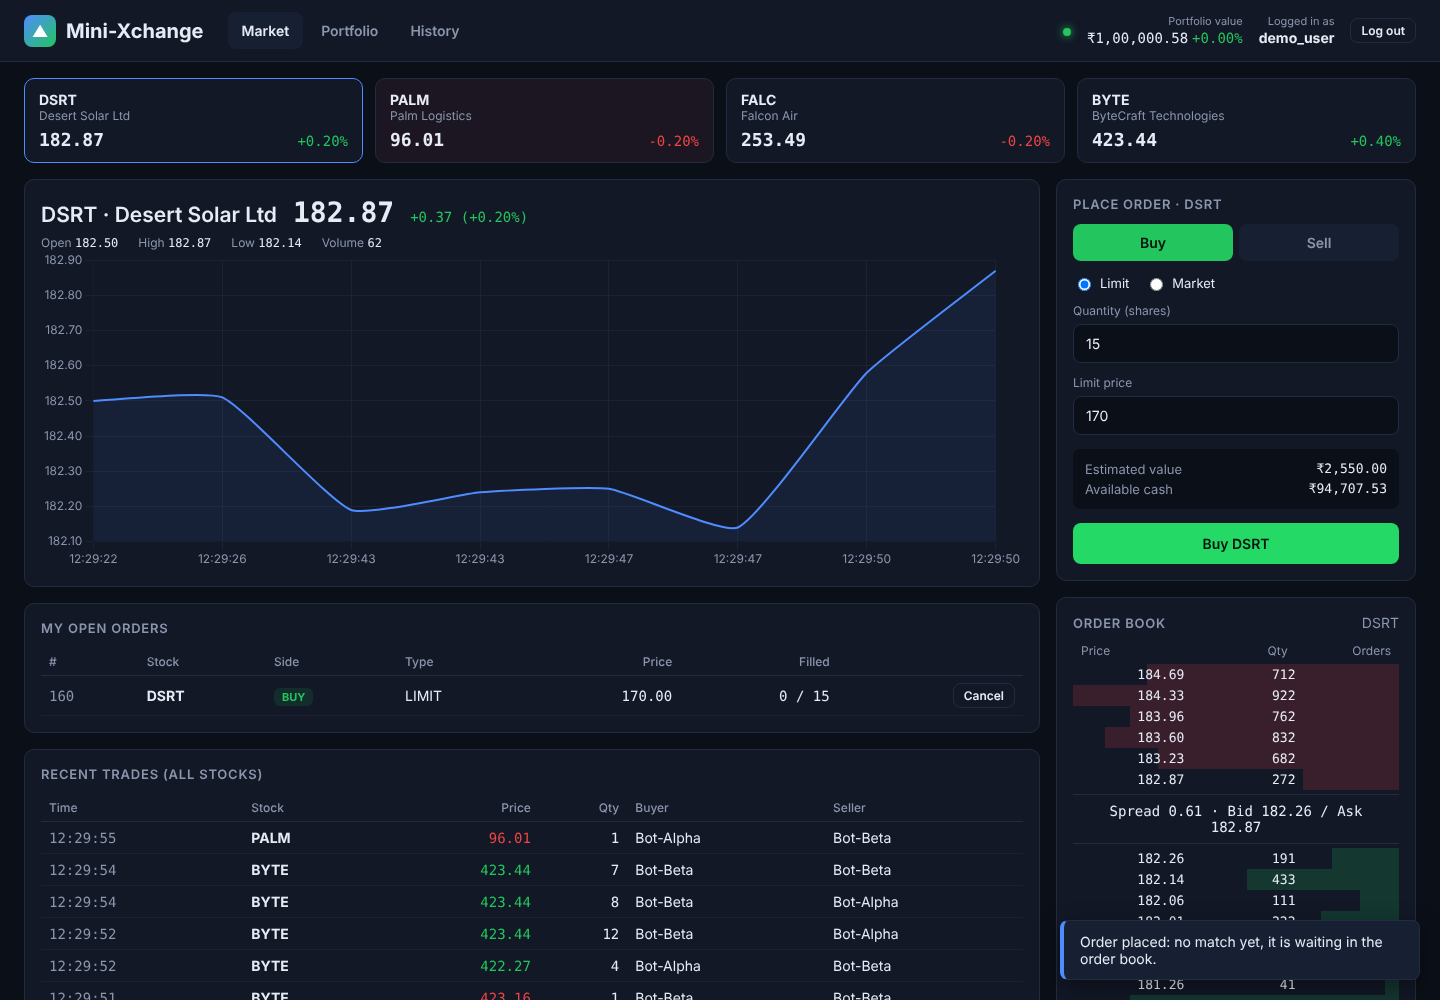 Mini-Xchange
Market
Portfolio
History
Portfolio value
₹1,00,000.58 +0.00%
Logged in as
demo_user
Log out
DSRT
Desert Solar Ltd
182.87 +0.20%
PALM
Palm Logistics
96.01 -0.20%
FALC
Falcon Air
253.49 -0.20%
BYTE
ByteCraft Technologies
423.44 +0.40%
DSRT · Desert Solar Ltd 182.87 +0.37 (+0.20%)
Open 182.50 High 182.87 Low 182.14 Volume 62
182.90
182.80
182.70
182.60
182.50
182.40
182.30
182.20
182.10
12:29:22 12:29:26 12:29:43 12:29:43 12:29:47 12:29:47 12:29:50 12:29:50
PLACE ORDER · DSRT
Buy Sell
Limit Market
Quantity (shares)
15
Limit price
170
Estimated value ₹2,550.00
Available cash ₹94,707.53
Buy DSRT
MY OPEN ORDERS
# Stock Side Type Price Filled
160 DSRT BUY LIMIT 170.00 0 / 15 Cancel
RECENT TRADES (ALL STOCKS)
Time Stock Price Qty Buyer Seller
12:29:55 PALM 96.01 1 Bot-Alpha Bot-Beta
12:29:54 BYTE 423.44 7 Bot-Beta Bot-Alpha
12:29:54 BYTE 423.44 8 Bot-Beta Bot-Alpha
12:29:52 BYTE 423.44 12 Bot-Beta Bot-Alpha
12:29:52 BYTE 422.27 4 Bot-Alpha Bot-Beta
12:29:51 BYTE 423.16 1 Bot-Alpha Bot-Beta
ORDER BOOK DSRT
Price Qty Orders
184.69 712
184.33 922
183.96 762
183.60 832
183.23 682
182.87 272
Spread 0.61 · Bid 182.26 / Ask
182.87
182.26 191
182.14 433
182.06 111
Order placed: no match yet, it is waiting in the
order book.
181.26 41